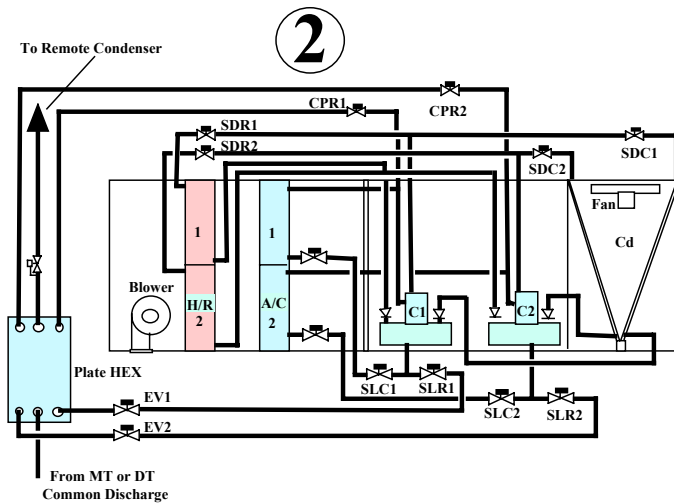 2
To Remote Condenser
CPR1
CPR2
SDR1
SDR2
SDC1
SDC2
Fan
Cd
1
1
Blower
H/R
2
A/C
2
C1
C2
Plate HEX
SLC1
SLR1
SLC2
SLR2
EV1
EV2
From MT or DT
Common Discharge